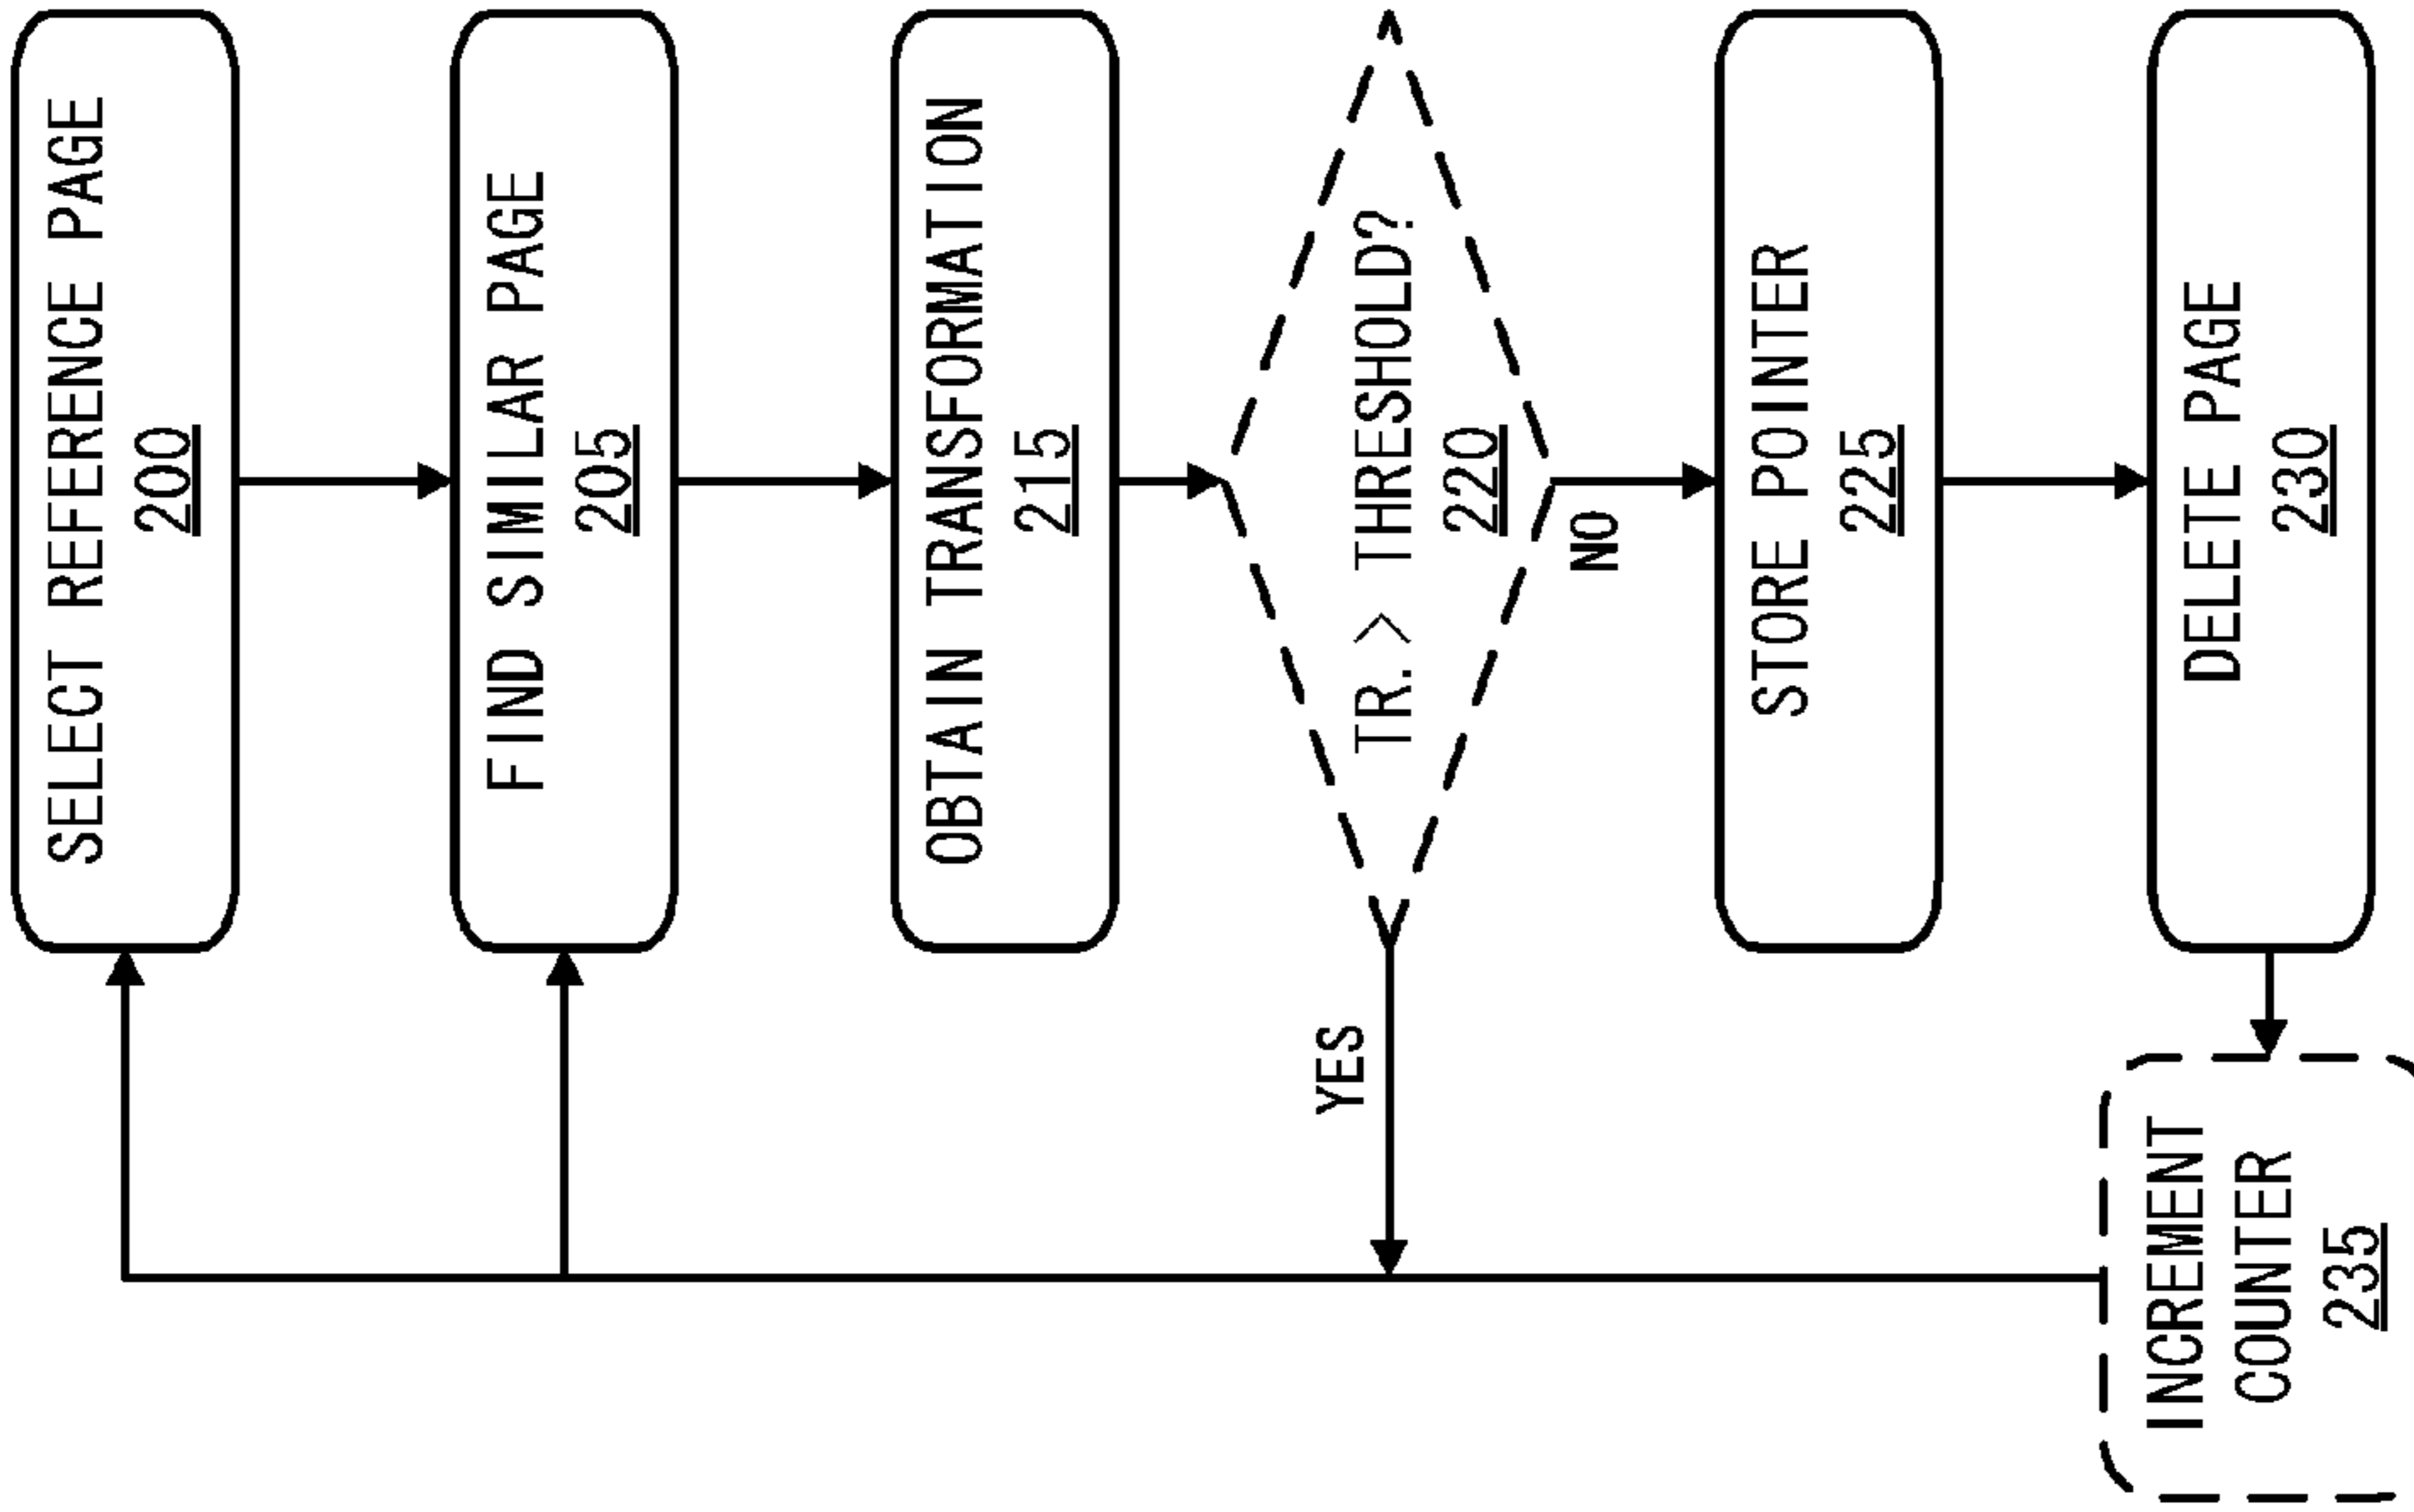 SELECT REFERENCE PAGE
200
FIND SIMILAR PAGE
205
OBTAIN TRANSFORMATION
215
TR. > THRESHOLD?
220
YES
NO
STORE POINTER
225
DELETE PAGE
230
INCREMENT
COUNTER
235